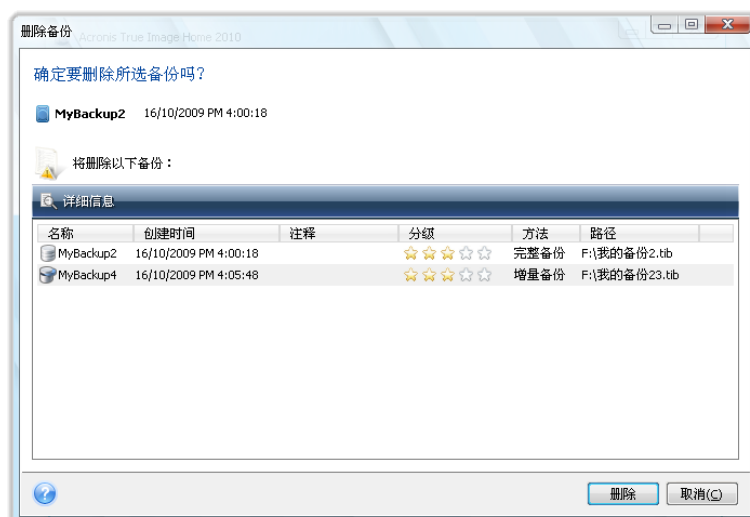 删除备份 Acronis True Image Home 2010
确定要删除所选备份吗?
MyBackup2 16/10/2009 PM 4:00:18
将删除以下备份：
详细信息
名称 创建时间 注释 分级 方法 路径
MyBackup2 16/10/2009 PM 4:00:18 完整备份 F:\我的备份2.tib
MyBackup4 16/10/2009 PM 4:05:48 增量备份 F:\我的备份23.tib
删除 取消(C)